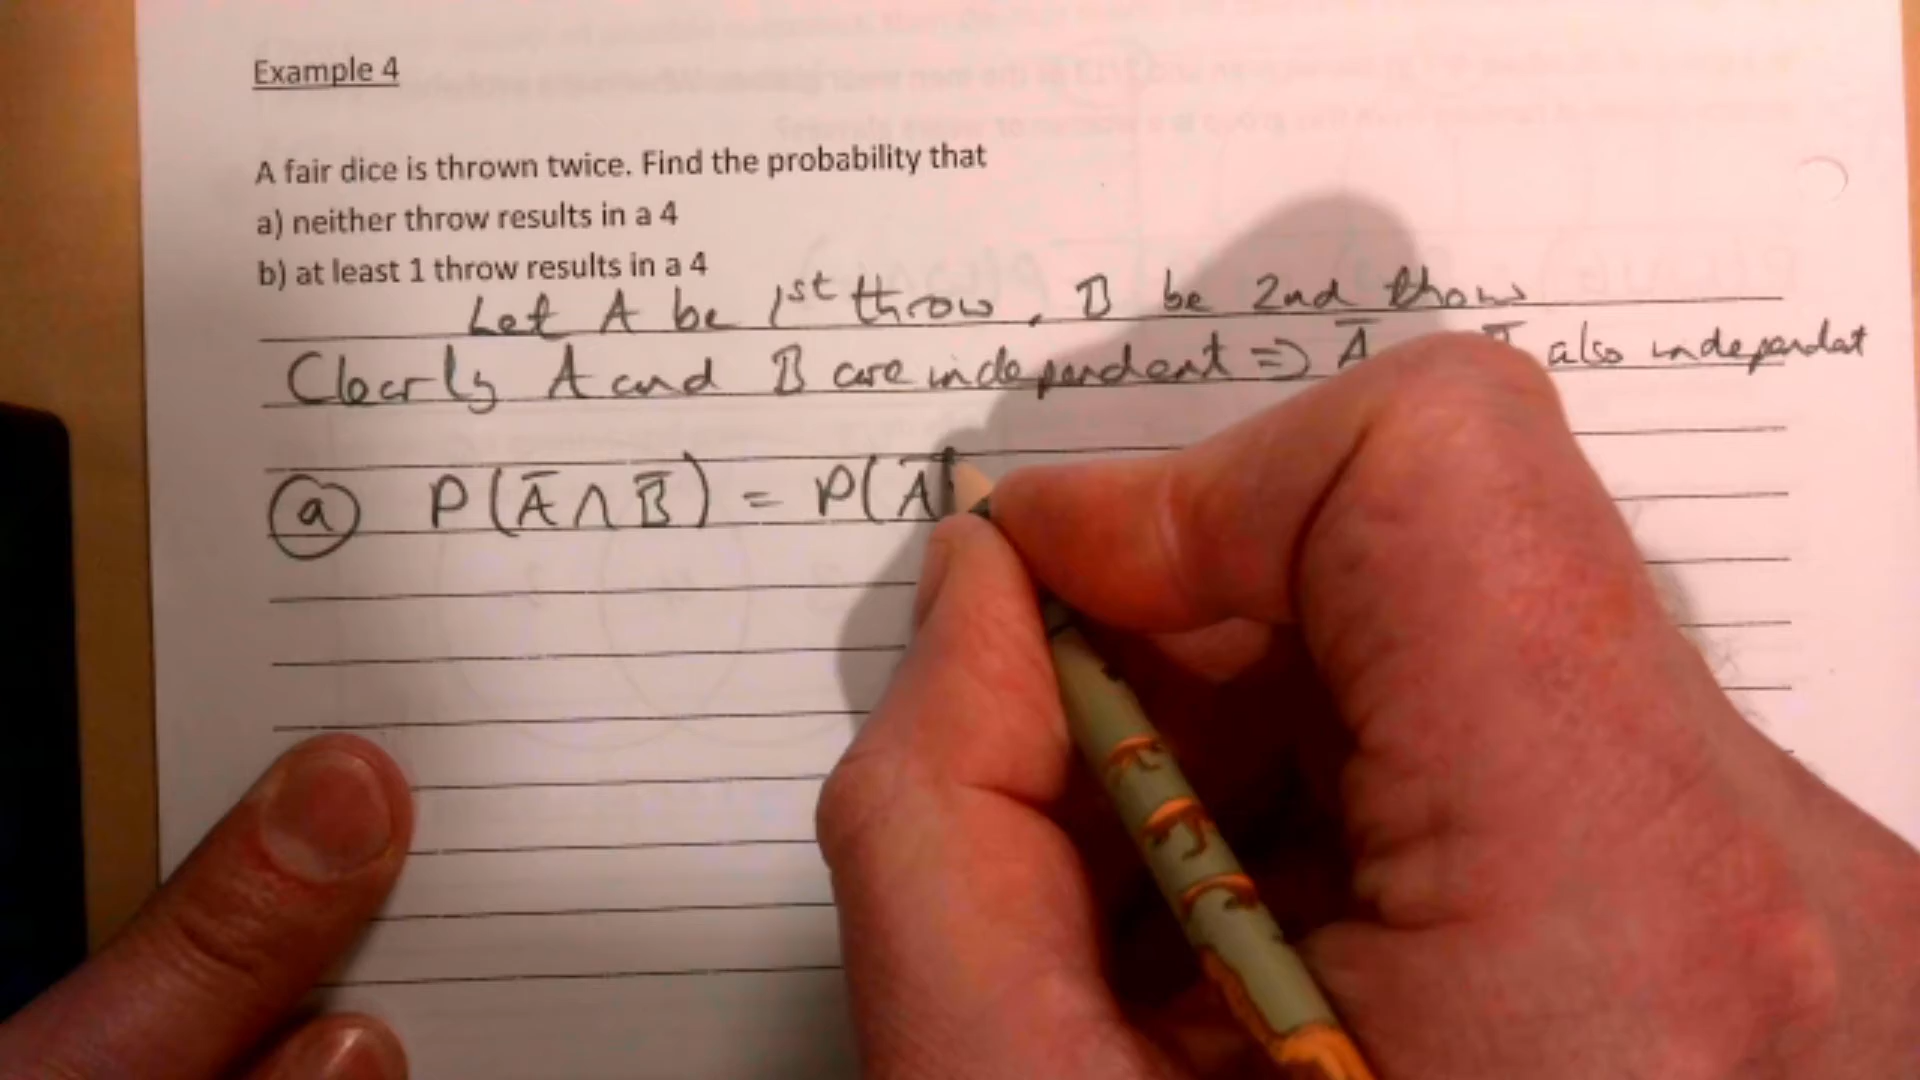 Example 4
A fair dice is thrown twice. Find the probability that
a) neither throw results in a 4
b) at least 1 throw results in a 4
Let A be 1st throw, B be 2nd throw
Clearly A and B are independent ⇒ A̅ B̅ also independent
(a) P(A̅ ∩ B̅) = P(A̅)